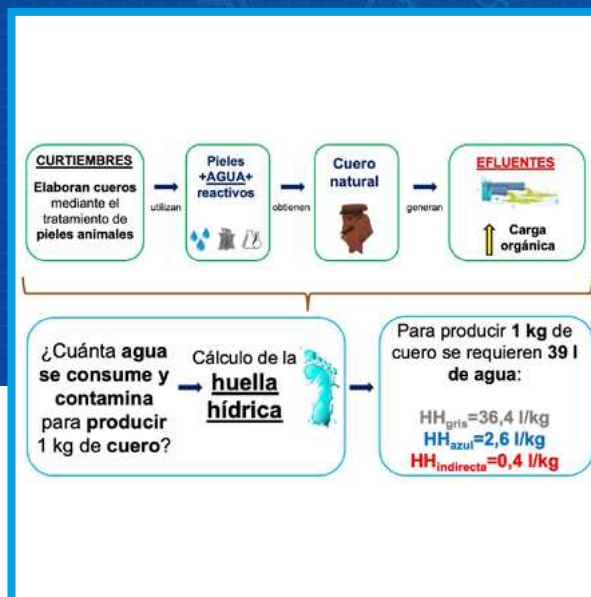 CURTIEMBRES
Elaboran cueros
mediante el
tratamiento de
pieles animales
utilizan
Pieles
+AGUA+
reactivos
obtienen
Cuero
natural
generan
EFLUENTES
Carga
orgánica
¿Cuánta agua
se consume y
contamina
para producir
1 kg de cuero?
Cálculo de la
huella
hídrica
Para producir 1 kg de
cuero se requieren 39 l
de agua:
HHgris=36,4 l/kg
HHazul=2,6 l/kg
HHindirecta=0,4 l/kg